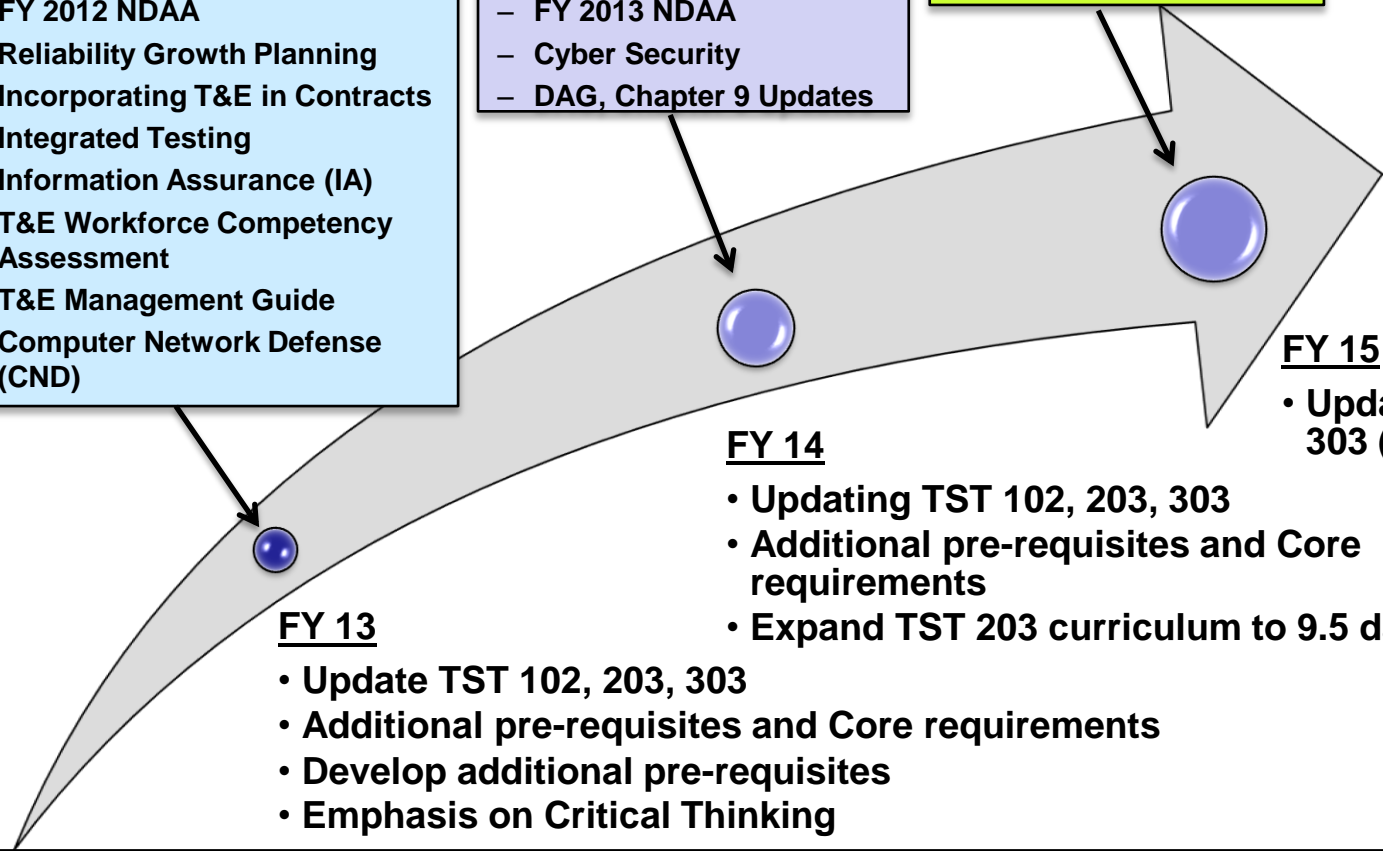 FY 2012 NDAA
Reliability Growth Planning
Incorporating T&E in Contracts
Integrated Testing
Information Assurance (IA)
T&E Workforce Competency
Assessment
T&E Management Guide
Computer Network Defense
(CND)
– FY 2013 NDAA
– Cyber Security
– DAG, Chapter 9 Updates
FY 13
• Update TST 102, 203, 303
• Additional pre-requisites and Core requirements
• Develop additional pre-requisites
• Emphasis on Critical Thinking
FY 14
• Updating TST 102, 203, 303
• Additional pre-requisites and Core
requirements
• Expand TST 203 curriculum to 9.5
FY 15
•
303 (